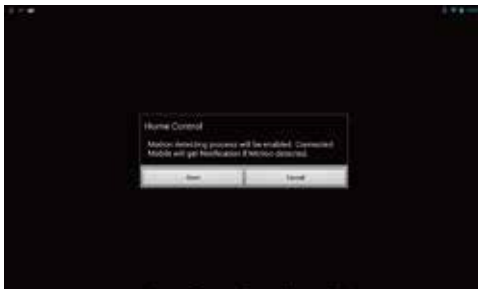 Home Control
Motion detecting process will be enabled. Connected
Mobile will get Notification if Motion detected.
Cancel